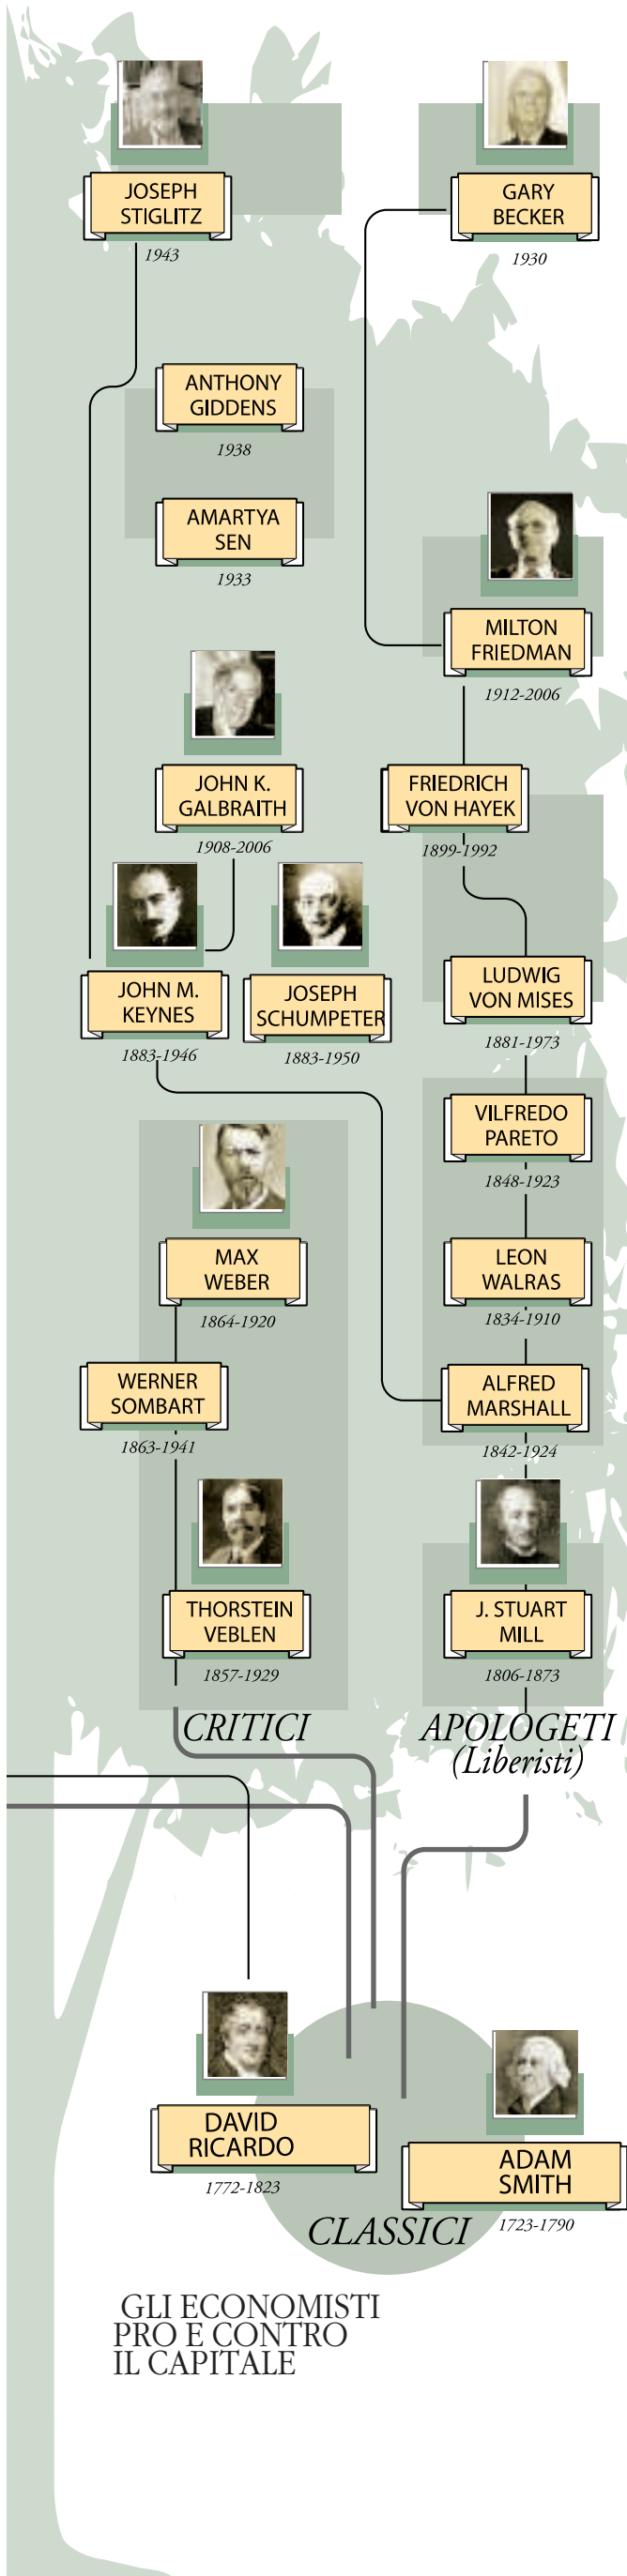 JOSEPH
STIGLITZ
1943
GARY
BECKER
1930
ANTHONY
GIDDENS
1938
AMARTYA
SEN
1933
MILTON
FRIEDMAN
1912-2006
JOHN K.
GALBRAITH
1908-2006
FRIEDRICH
VON HAYEK
1899-1992
JOHN M.
KEYNES
1883-1946
JOSEPH
SCHUMPETER
1883-1950
LUDWIG
VON MISES
1881-1973
VILFREDO
PARETO
1848-1923
MAX
WEBER
1864-1920
LEON
WALRAS
1834-1910
WERNER
SOMBART
1863-1941
ALFRED
MARSHALL
1842-1924
THORSTEIN
VEBLEN
1857-1929
J. STUART
MILL
1806-1873
CRITICI
APOLOGETI
(Liberisti)
DAVID
RICARDO
1772-1823
ADAM
SMITH
1723-1790
CLASSICI
GLI ECONOMISTI
PRO E CONTRO
IL CAPITALE